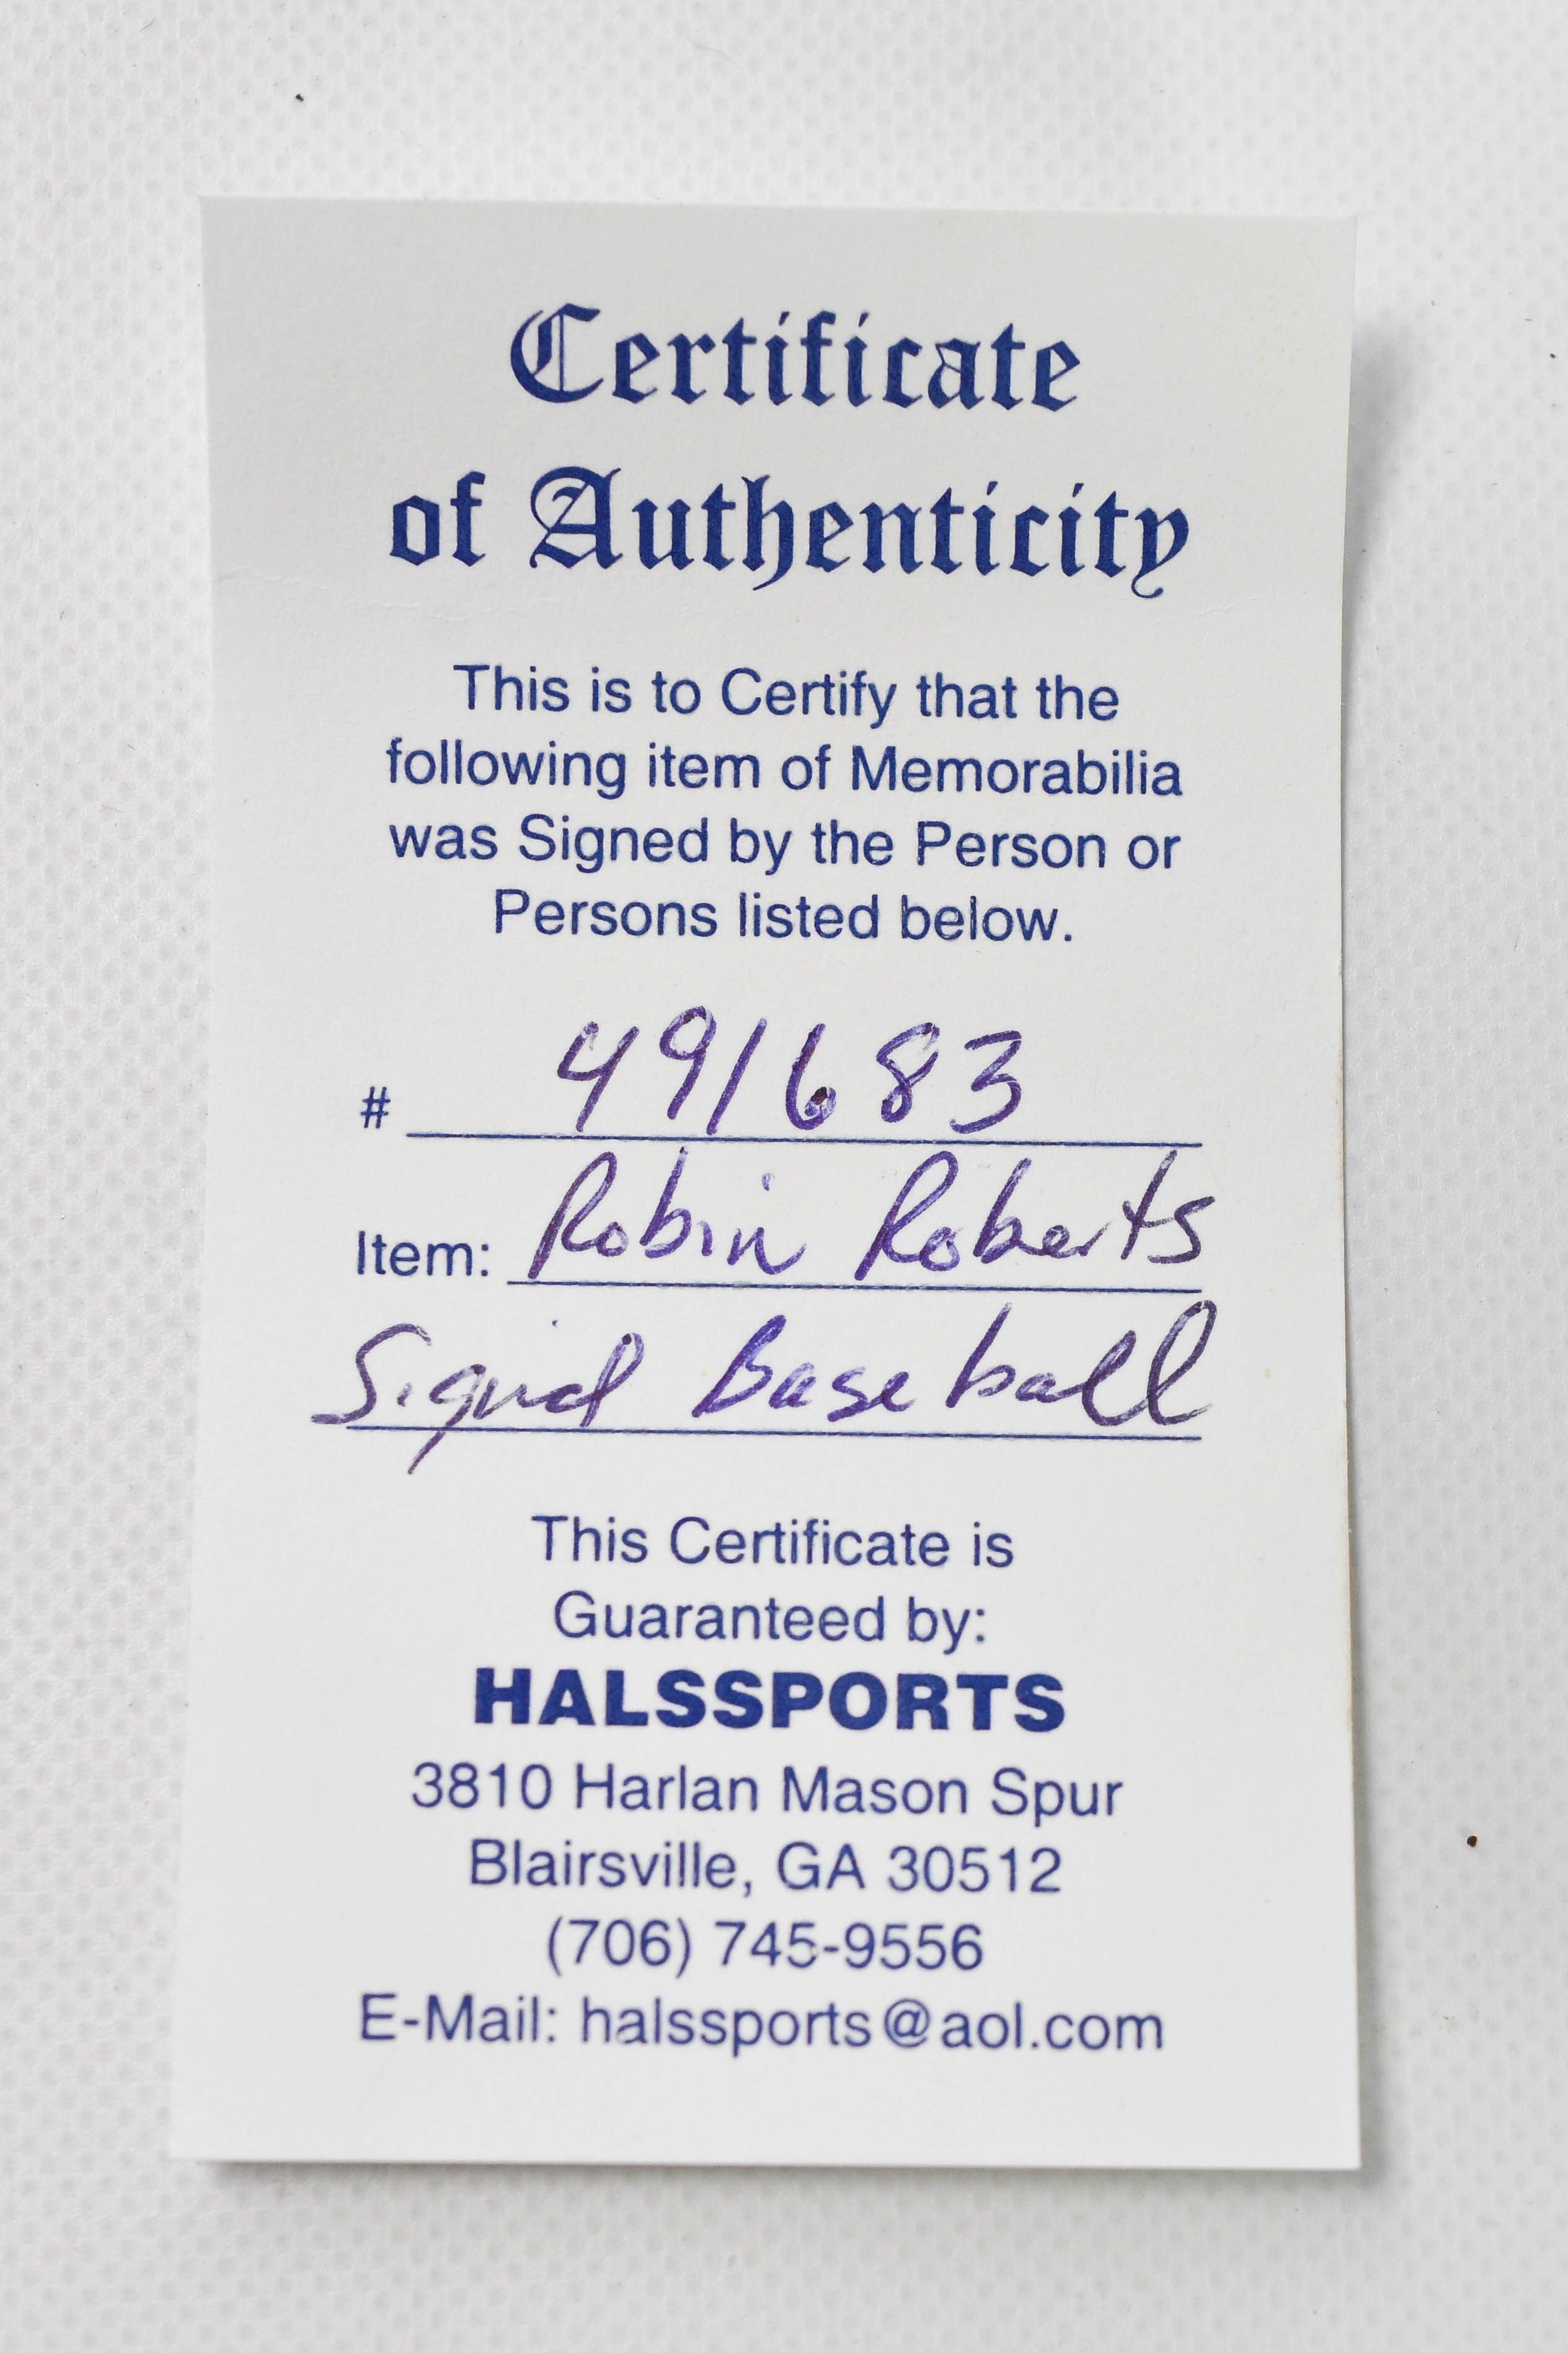 Certificate
of Authenticity
This is to Certify that the
following item of Memorabilia
was Signed by the Person or
Persons listed below.
# 491683
Item: Robin Roberts
Signed Baseball
This Certificate is
Guaranteed by:
HALSSPORTS
3810 Harlan Mason Spur
Blairsville, GA 30512
(706) 745-9556
E-Mail: halssports@aol.com